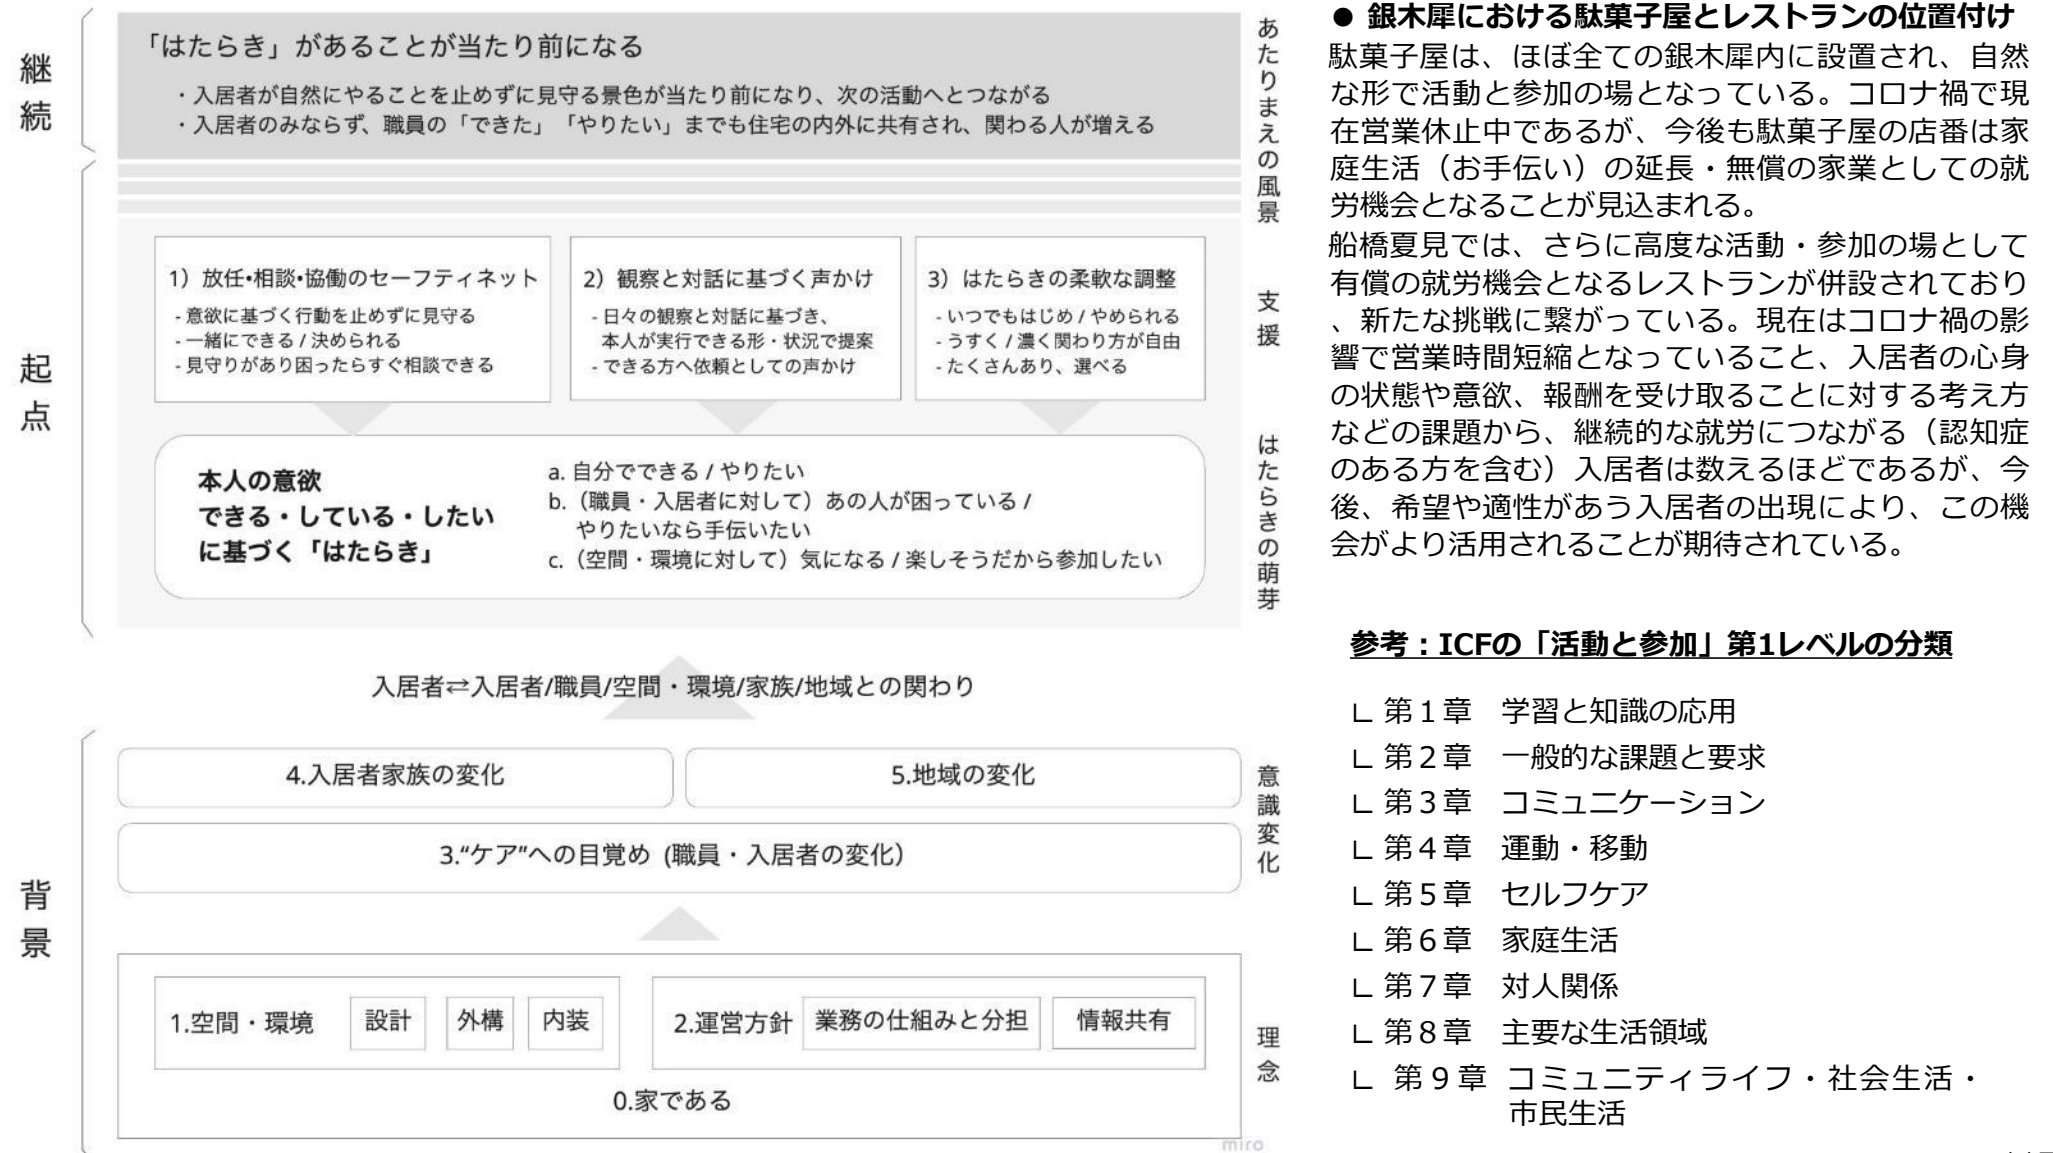 継続
「はたらき」があることが当たり前になる
・入居者が自然にやることを止めずに見守る景色が当たり前になり、次の活動へとつながる
・入居者のみならず、職員の「できた」「やりたい」までも住宅の内外に共有され、関わる人が増える
あたりまえの風景
起点
1）放任•相談•協働のセーフティネット
- 意欲に基づく行動を止めずに見守る
- 一緒にできる / 決められる
- 見守りがあり困ったらすぐ相談できる
2）観察と対話に基づく声かけ
- 日々の観察と対話に基づき、
本人が実行できる形・状況で提案
- できる方へ依頼としての声かけ
3）はたらきの柔軟な調整
- いつでもはじめ / やめられる
- うすく / 濃く関わり方が自由
- たくさんあり、選べる
支援
本人の意欲
できる・している・したい
に基づく「はたらき」
a. 自分でできる / やりたい
b.（職員・入居者に対して）あの人が困っている /
やりたいなら手伝いたい
c.（空間・環境に対して）気になる / 楽しそうだから参加したい
はたらきの萌芽
入居者⇄入居者/職員/空間・環境/家族/地域との関わり
背景
4.入居者家族の変化
5.地域の変化
3.“ケア”への目覚め (職員・入居者の変化）
意識変化
1.空間・環境
設計
外構
内装
2.運営方針
業務の仕組みと分担
情報共有
0.家である
理念
miro
● 銀木犀における駄菓子屋とレストランの位置付け
駄菓子屋は、ほぼ全ての銀木犀内に設置され、自然
な形で活動と参加の場となっている。コロナ禍で現
在営業休止中であるが、今後も駄菓子屋の店番は家
庭生活（お手伝い）の延長・無償の家業としての就
労機会となることが見込まれる。
船橋夏見では、さらに高度な活動・参加の場として
有償の就労機会となるレストランが併設されており
、新たな挑戦に繋がっている。現在はコロナ禍の影
響で営業時間短縮となっていること、入居者の心身
の状態や意欲、報酬を受け取ることに対する考え方
などの課題から、継続的な就労につながる（認知症
のある方を含む）入居者は数えるほどであるが、今
後、希望や適性があう入居者の出現により、この機
会がより活用されることが期待されている。
参考：ICFの「活動と参加」第1レベルの分類
∟ 第１章　学習と知識の応用
∟ 第２章　一般的な課題と要求
∟ 第３章　コミュニケーション
∟ 第４章　運動・移動
∟ 第５章　セルフケア
∟ 第６章　家庭生活
∟ 第７章　対人関係
∟ 第８章　主要な生活領域
∟ 第９章 コミュニティライフ・社会生活・
市民生活